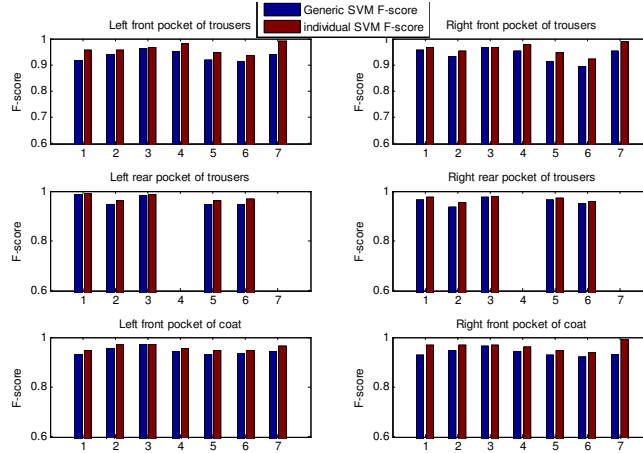 Generic SVM F-score
individual SVM F-score
Left front pocket of trousers
Right front pocket of trousers
F-score
1
0.9
0.8
0.7
0.6
1 2 3 4 5 6 7
F-score
1
0.9
0.8
0.7
0.6
1 2 3 4 5 6 7
Left rear pocket of trousers
Right rear pocket of trousers
F-score
1
0.8
0.6
1 2 3 4 5 6 7
F-score
1
0.8
0.6
1 2 3 4 5 6 7
Left front pocket of coat
Right front pocket of coat
F-score
1
0.8
0.6
1 2 3 4 5 6 7
F-score
1
0.8
0.6
1 2 3 4 5 6 7